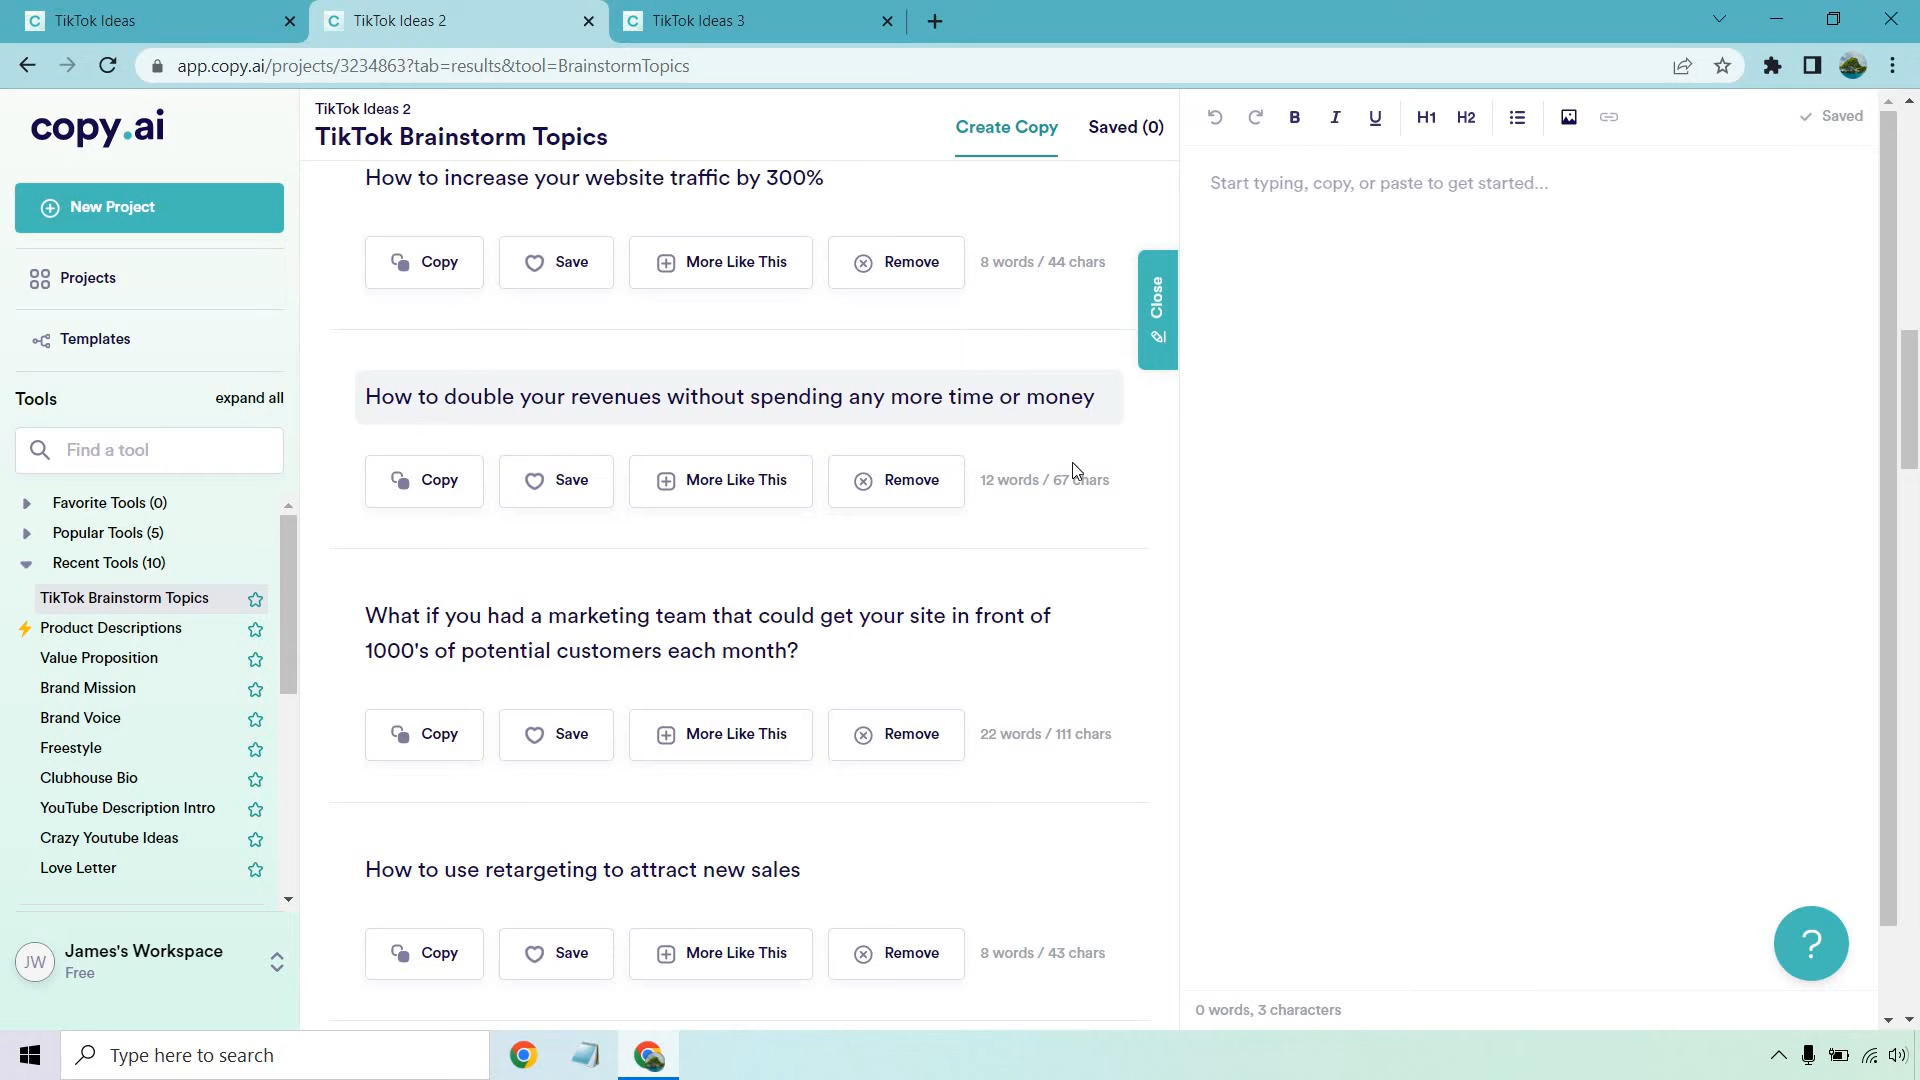 TikTok Ideas
TikTok Ideas 2
TikTok Ideas 3
app.copy.ai/projects/3234863?tab=results&tool=BrainstormTopics
copy.ai
New Project
Projects
Templates
Tools
expand all
Find a tool
Favorite Tools (0)
Popular Tools (5)
Recent Tools (10)
TikTok Brainstorm Topics
Product Descriptions
Value Proposition
Brand Mission
Brand Voice
Freestyle
Clubhouse Bio
YouTube Description Intro
Crazy Youtube Ideas
Love Letter
JW
James's Workspace
Free
TikTok Ideas 2
TikTok Brainstorm Topics
Create Copy
Saved (0)
How to increase your website traffic by 300%
Copy Save More Like This Remove 8 words / 44 chars
Close
How to double your revenues without spending any more time or money
Copy Save More Like This Remove 12 words / 67 chars
What if you had a marketing team that could get your site in front of
1000's of potential customers each month?
Copy Save More Like This Remove 22 words / 111 chars
How to use retargeting to attract new sales
Copy Save More Like This Remove 8 words / 43 chars
B I U H1 H2
Saved
Start typing, copy, or paste to get started...
?
0 words, 3 characters
Type here to search